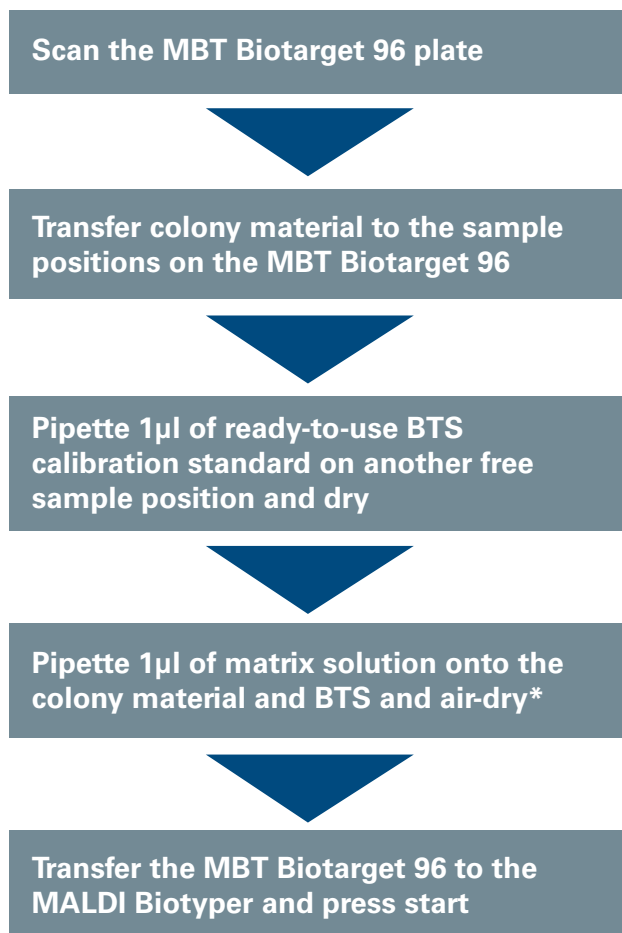 Scan the MBT Biotarget 96 plate
Transfer colony material to the sample
positions on the MBT Biotarget 96
Pipette 1µl of ready-to-use BTS
calibration standard on another free
sample position and dry
Pipette 1µl of matrix solution onto the
colony material and BTS and air-dry*
Transfer the MBT Biotarget 96 to the
MALDI Biotyper and press start